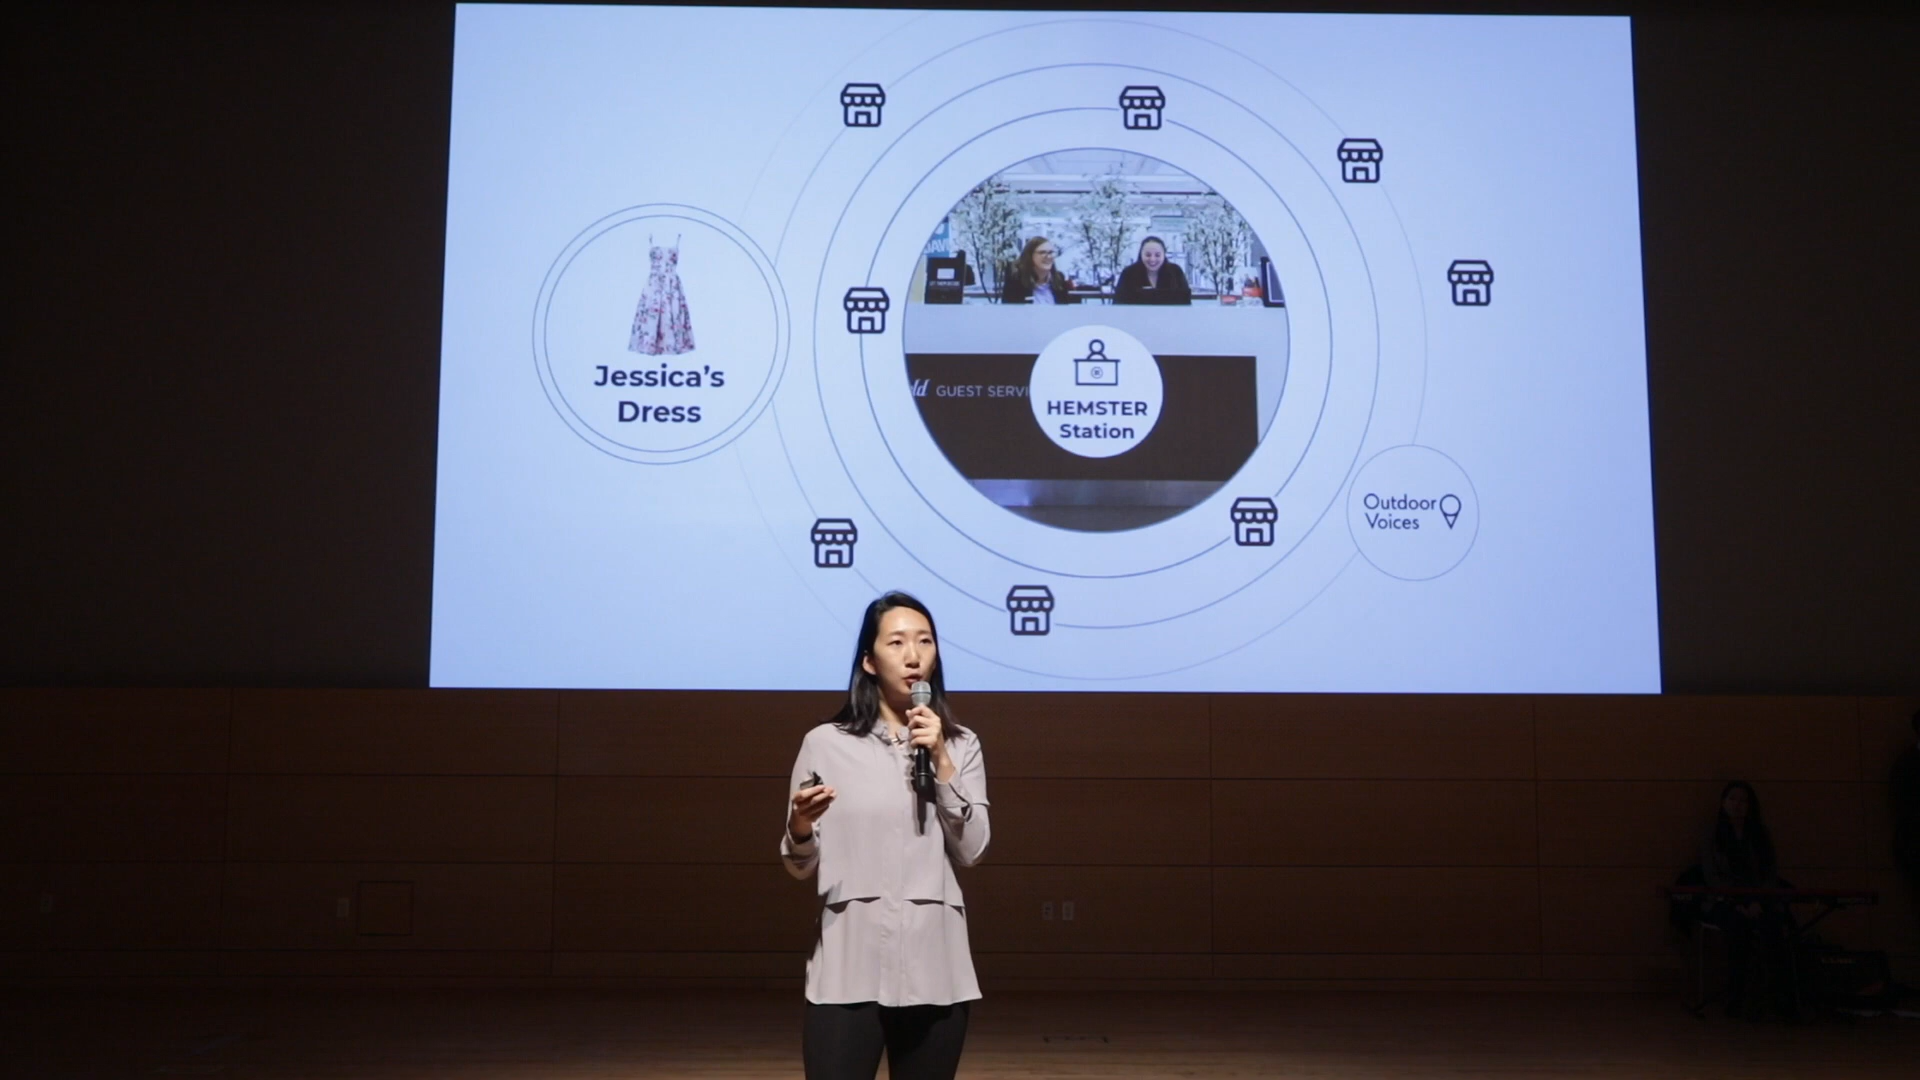 Jessica's
Dress
GUEST SERVI
HEMSTER
Station
Outdoor
Voices